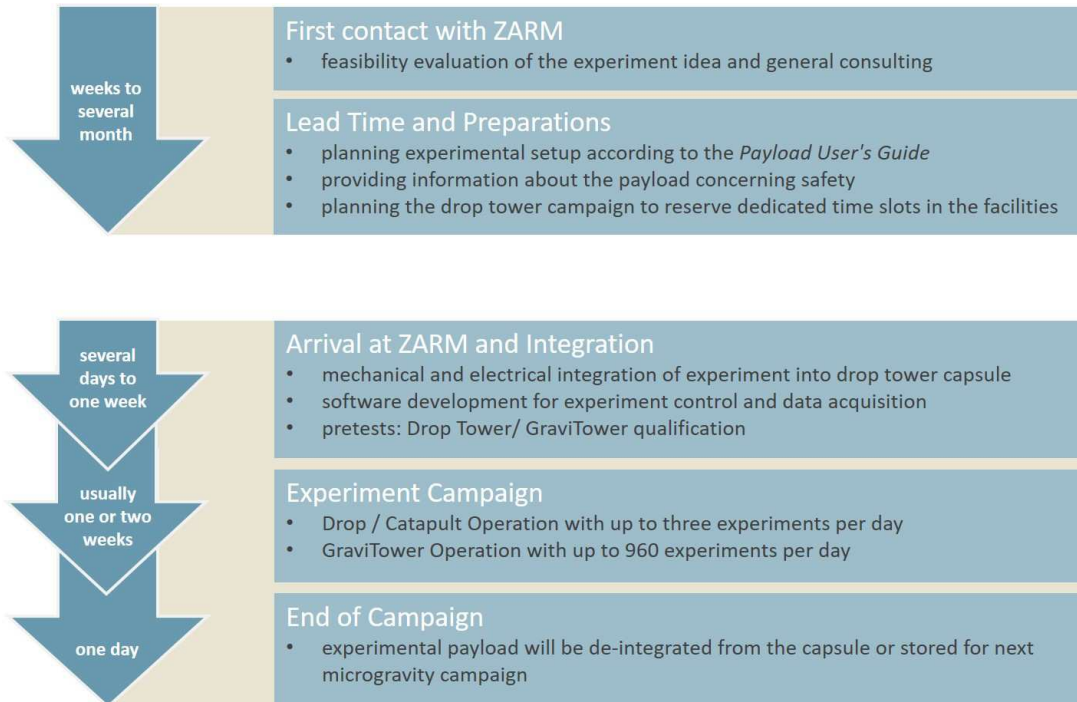 weeks to
several
month
First contact with ZARM
• feasibility evaluation of the experiment idea and general consulting
Lead Time and Preparations
• planning experimental setup according to the Payload User's Guide
• providing information about the payload concerning safety
• planning the drop tower campaign to reserve dedicated time slots in the facilities
several
days to
one week
Arrival at ZARM and Integration
• mechanical and electrical integration of experiment into drop tower capsule
• software development for experiment control and data acquisition
• pretests: Drop Tower/ GraviTower qualification
usually
one or two
weeks
Experiment Campaign
• Drop / Catapult Operation with up to three experiments per day
• GraviTower Operation with up to 960 experiments per day
one day
End of Campaign
• experimental payload will be de-integrated from the capsule or stored for next
microgravity campaign